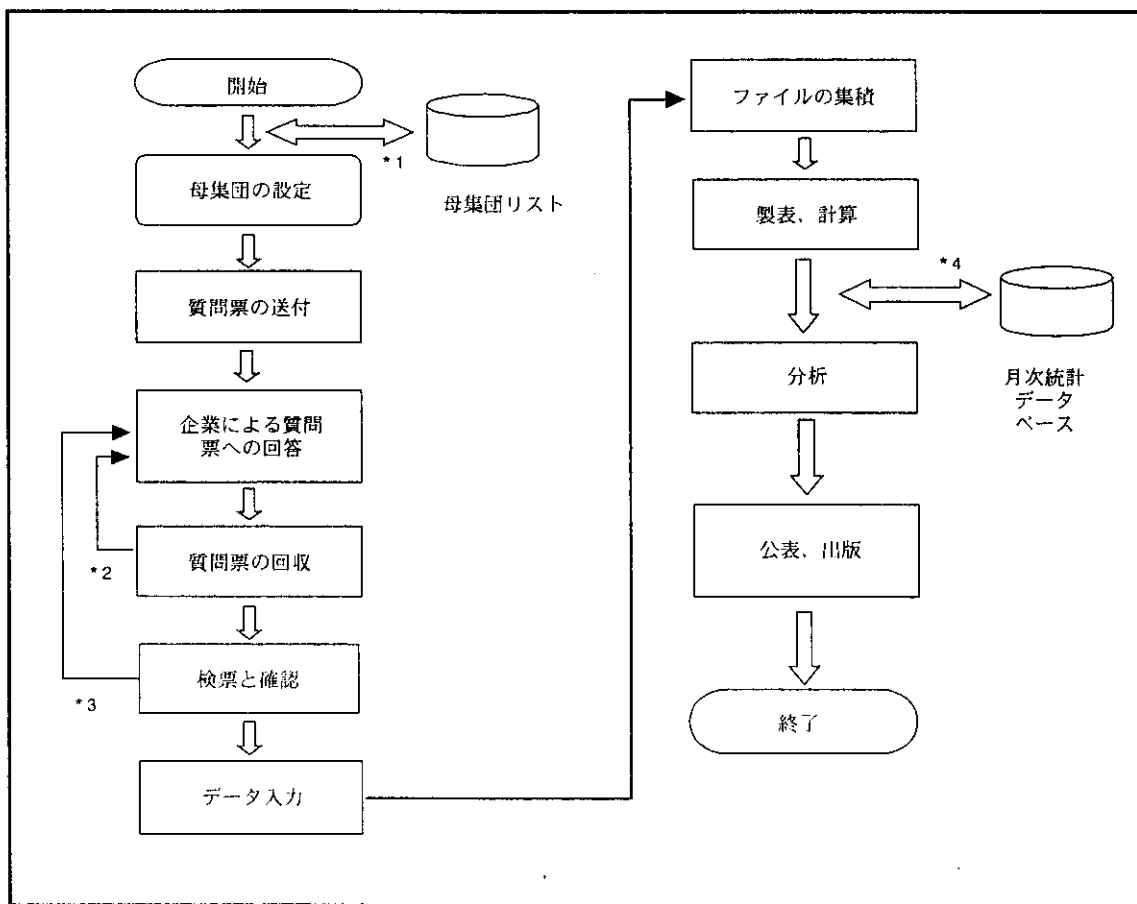 開始
*1
母集団の設定
母集団リスト
質問票の送付
企業による質問
票への回答
質問票の回収
*2
検票と確認
*3
データ入力
ファイルの集積
製表、計算
*4
分析
月次統計
データ
ベース
公表、出版
終了